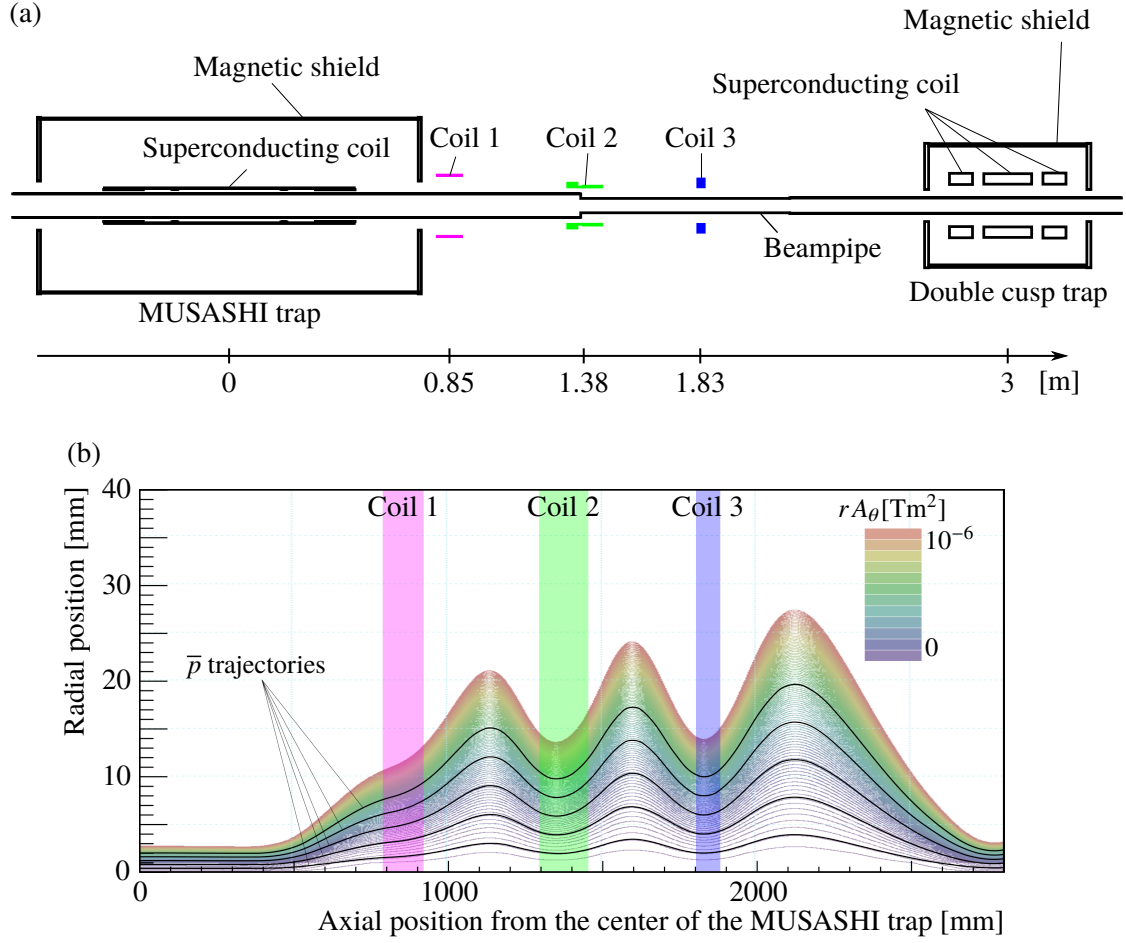 (a)
Magnetic shield
Magnetic shield
Superconducting coil
Superconducting coil
Coil 1
Coil 2
Coil 3
Beampipe
MUSASHI trap
Double cusp trap
0
0.85
1.38
1.83
3
[m]
(b)
Radial position [mm]
40
30
20
10
0
Coil 1
Coil 2
Coil 3
rA_θ[Tm²]
10⁻⁶
0
p̅ trajectories
0
1000
2000
Axial position from the center of the MUSASHI trap [mm]